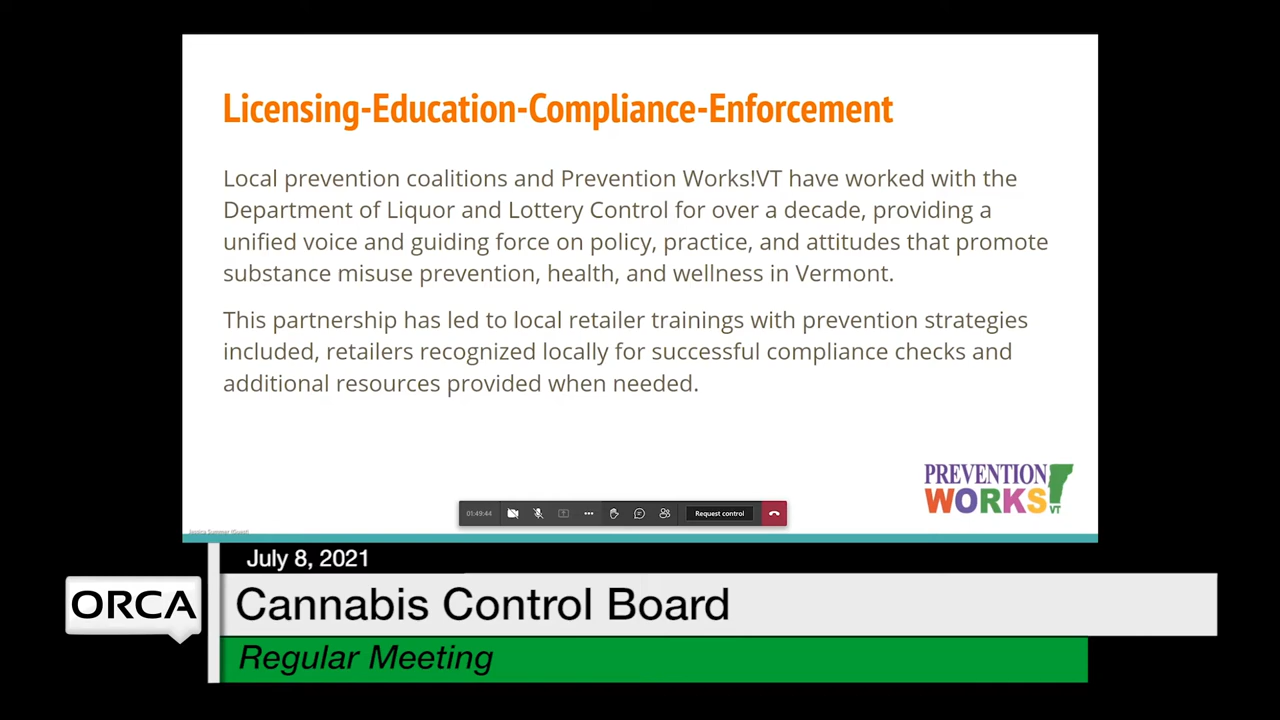 Licensing-Education-Compliance-Enforcement
Local prevention coalitions and Prevention Works!VT have worked with the
Department of Liquor and Lottery Control for over a decade, providing a
unified voice and guiding force on policy, practice, and attitudes that promote
substance misuse prevention, health, and wellness in Vermont.
This partnership has led to local retailer trainings with prevention strategies
included, retailers recognized locally for successful compliance checks and
additional resources provided when needed.
PREVENTION
WORKS!
VT
01:49:44
Request control
July 8, 2021
ORCA
Cannabis Control Board
Regular Meeting